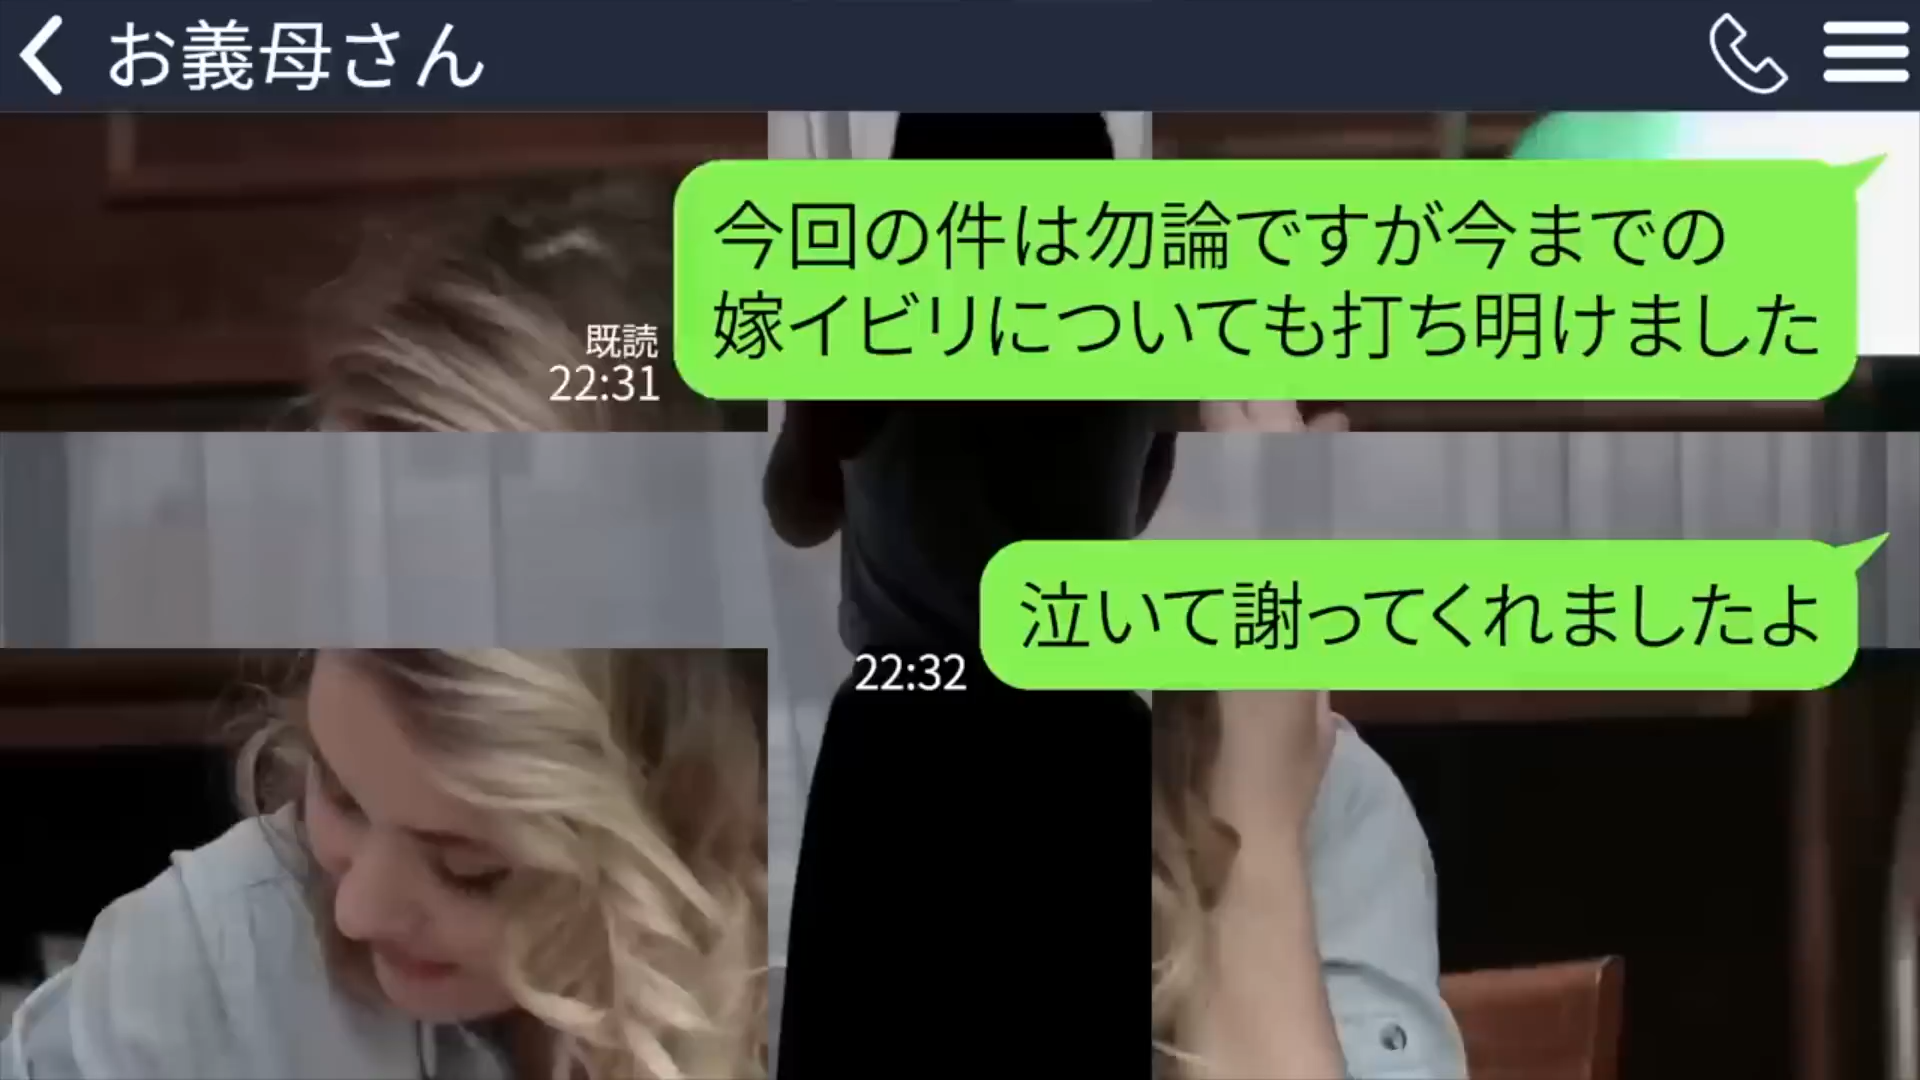 お義母さん
今回の件は勿論ですが今までの
嫁イビリについても打ち明けました
既読
22:31
泣いて謝ってくれましたよ
22:32